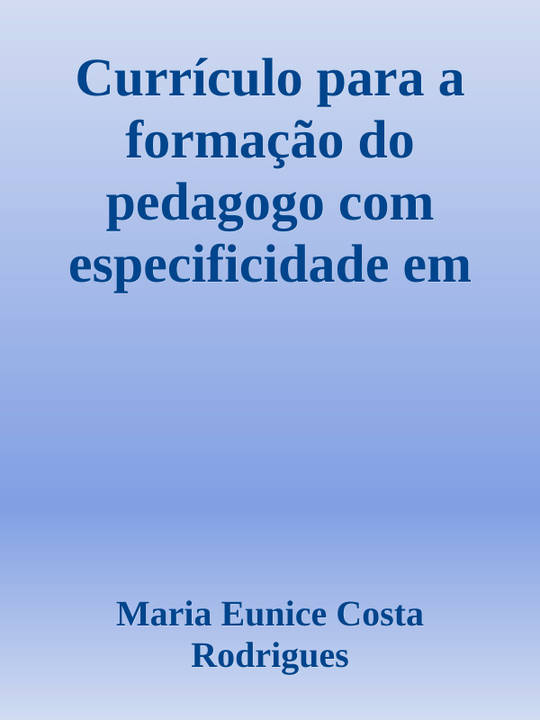 Currículo para a
formação do
pedagogo com
especificidade em
Maria Eunice Costa
Rodrigues